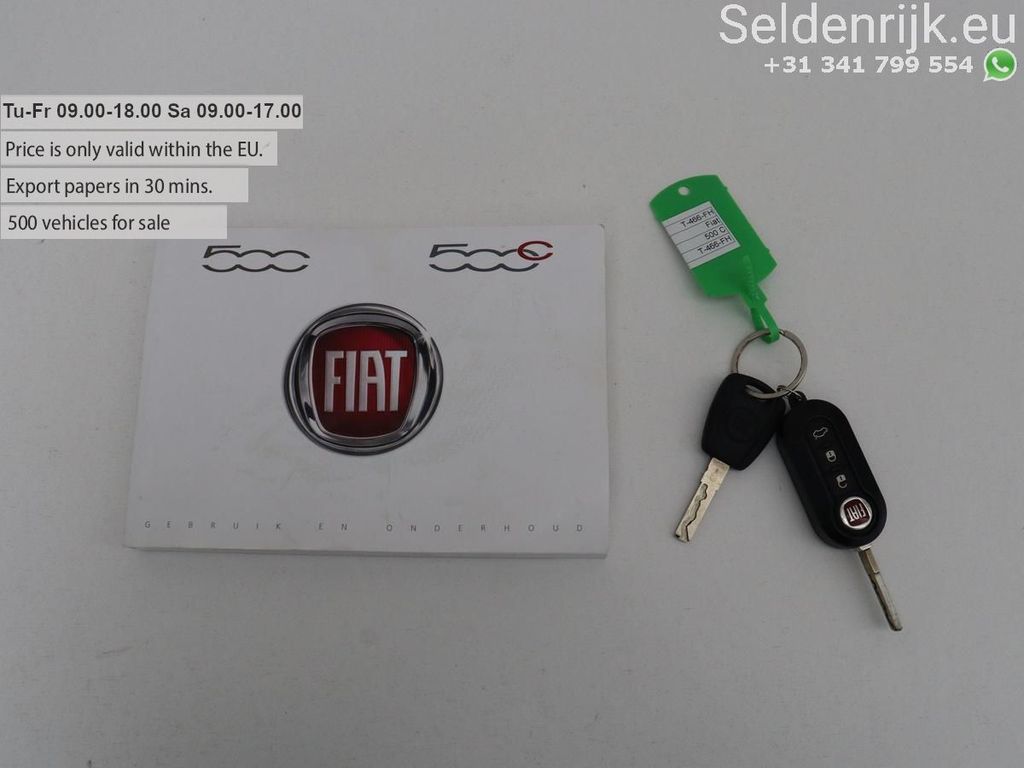 Seldenrijk.eu
+31 341 799 554
Tu-Fr 09.00-18.00 Sa 09.00-17.00
Price is only valid within the EU.
Export papers in 30 mins.
500 vehicles for sale
500 500C
FIAT
GEBRUIK EN ONDERHOUD
T-466-FH
Fiat
500 C
T-466-FH
FIAT